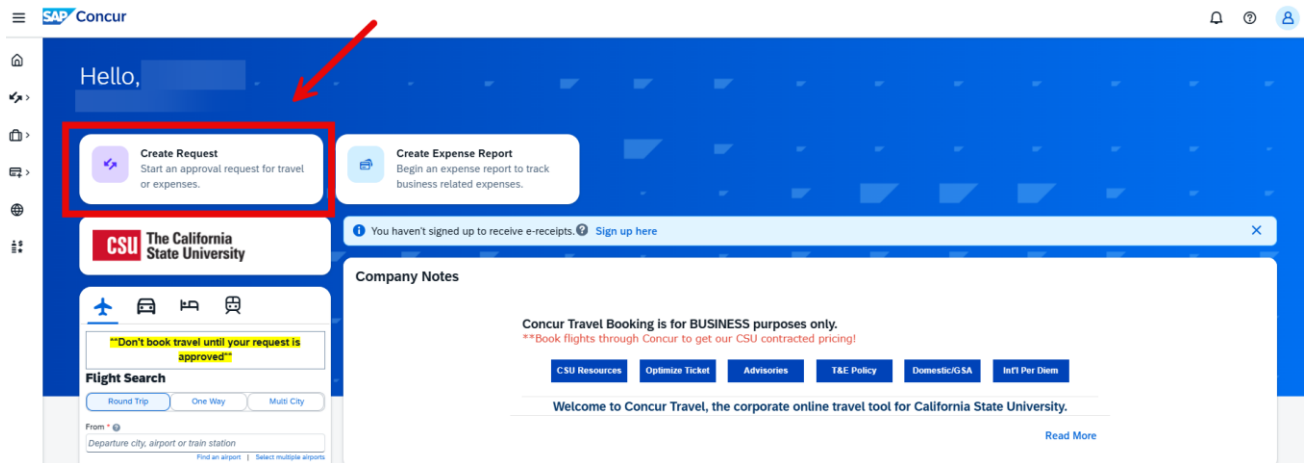 SAP Concur
Hello,
Create Request
Start an approval request for travel
or expenses.
Create Expense Report
Begin an expense report to track
business related expenses.
CSU The California
State University
You haven't signed up to receive e-receipts. Sign up here
Company Notes
**Don't book travel until your request is
approved**
Flight Search
Round Trip
One Way
Multi City
From *
Departure city, airport or train station
Find an airport | Select multiple airports
Concur Travel Booking is for BUSINESS purposes only.
**Book flights through Concur to get our CSU contracted pricing!
CSU Resources
Optimize Ticket
Advisories
T&E Policy
Domestic/GSA
Int'l Per Diem
Welcome to Concur Travel, the corporate online travel tool for California State University.
Read More